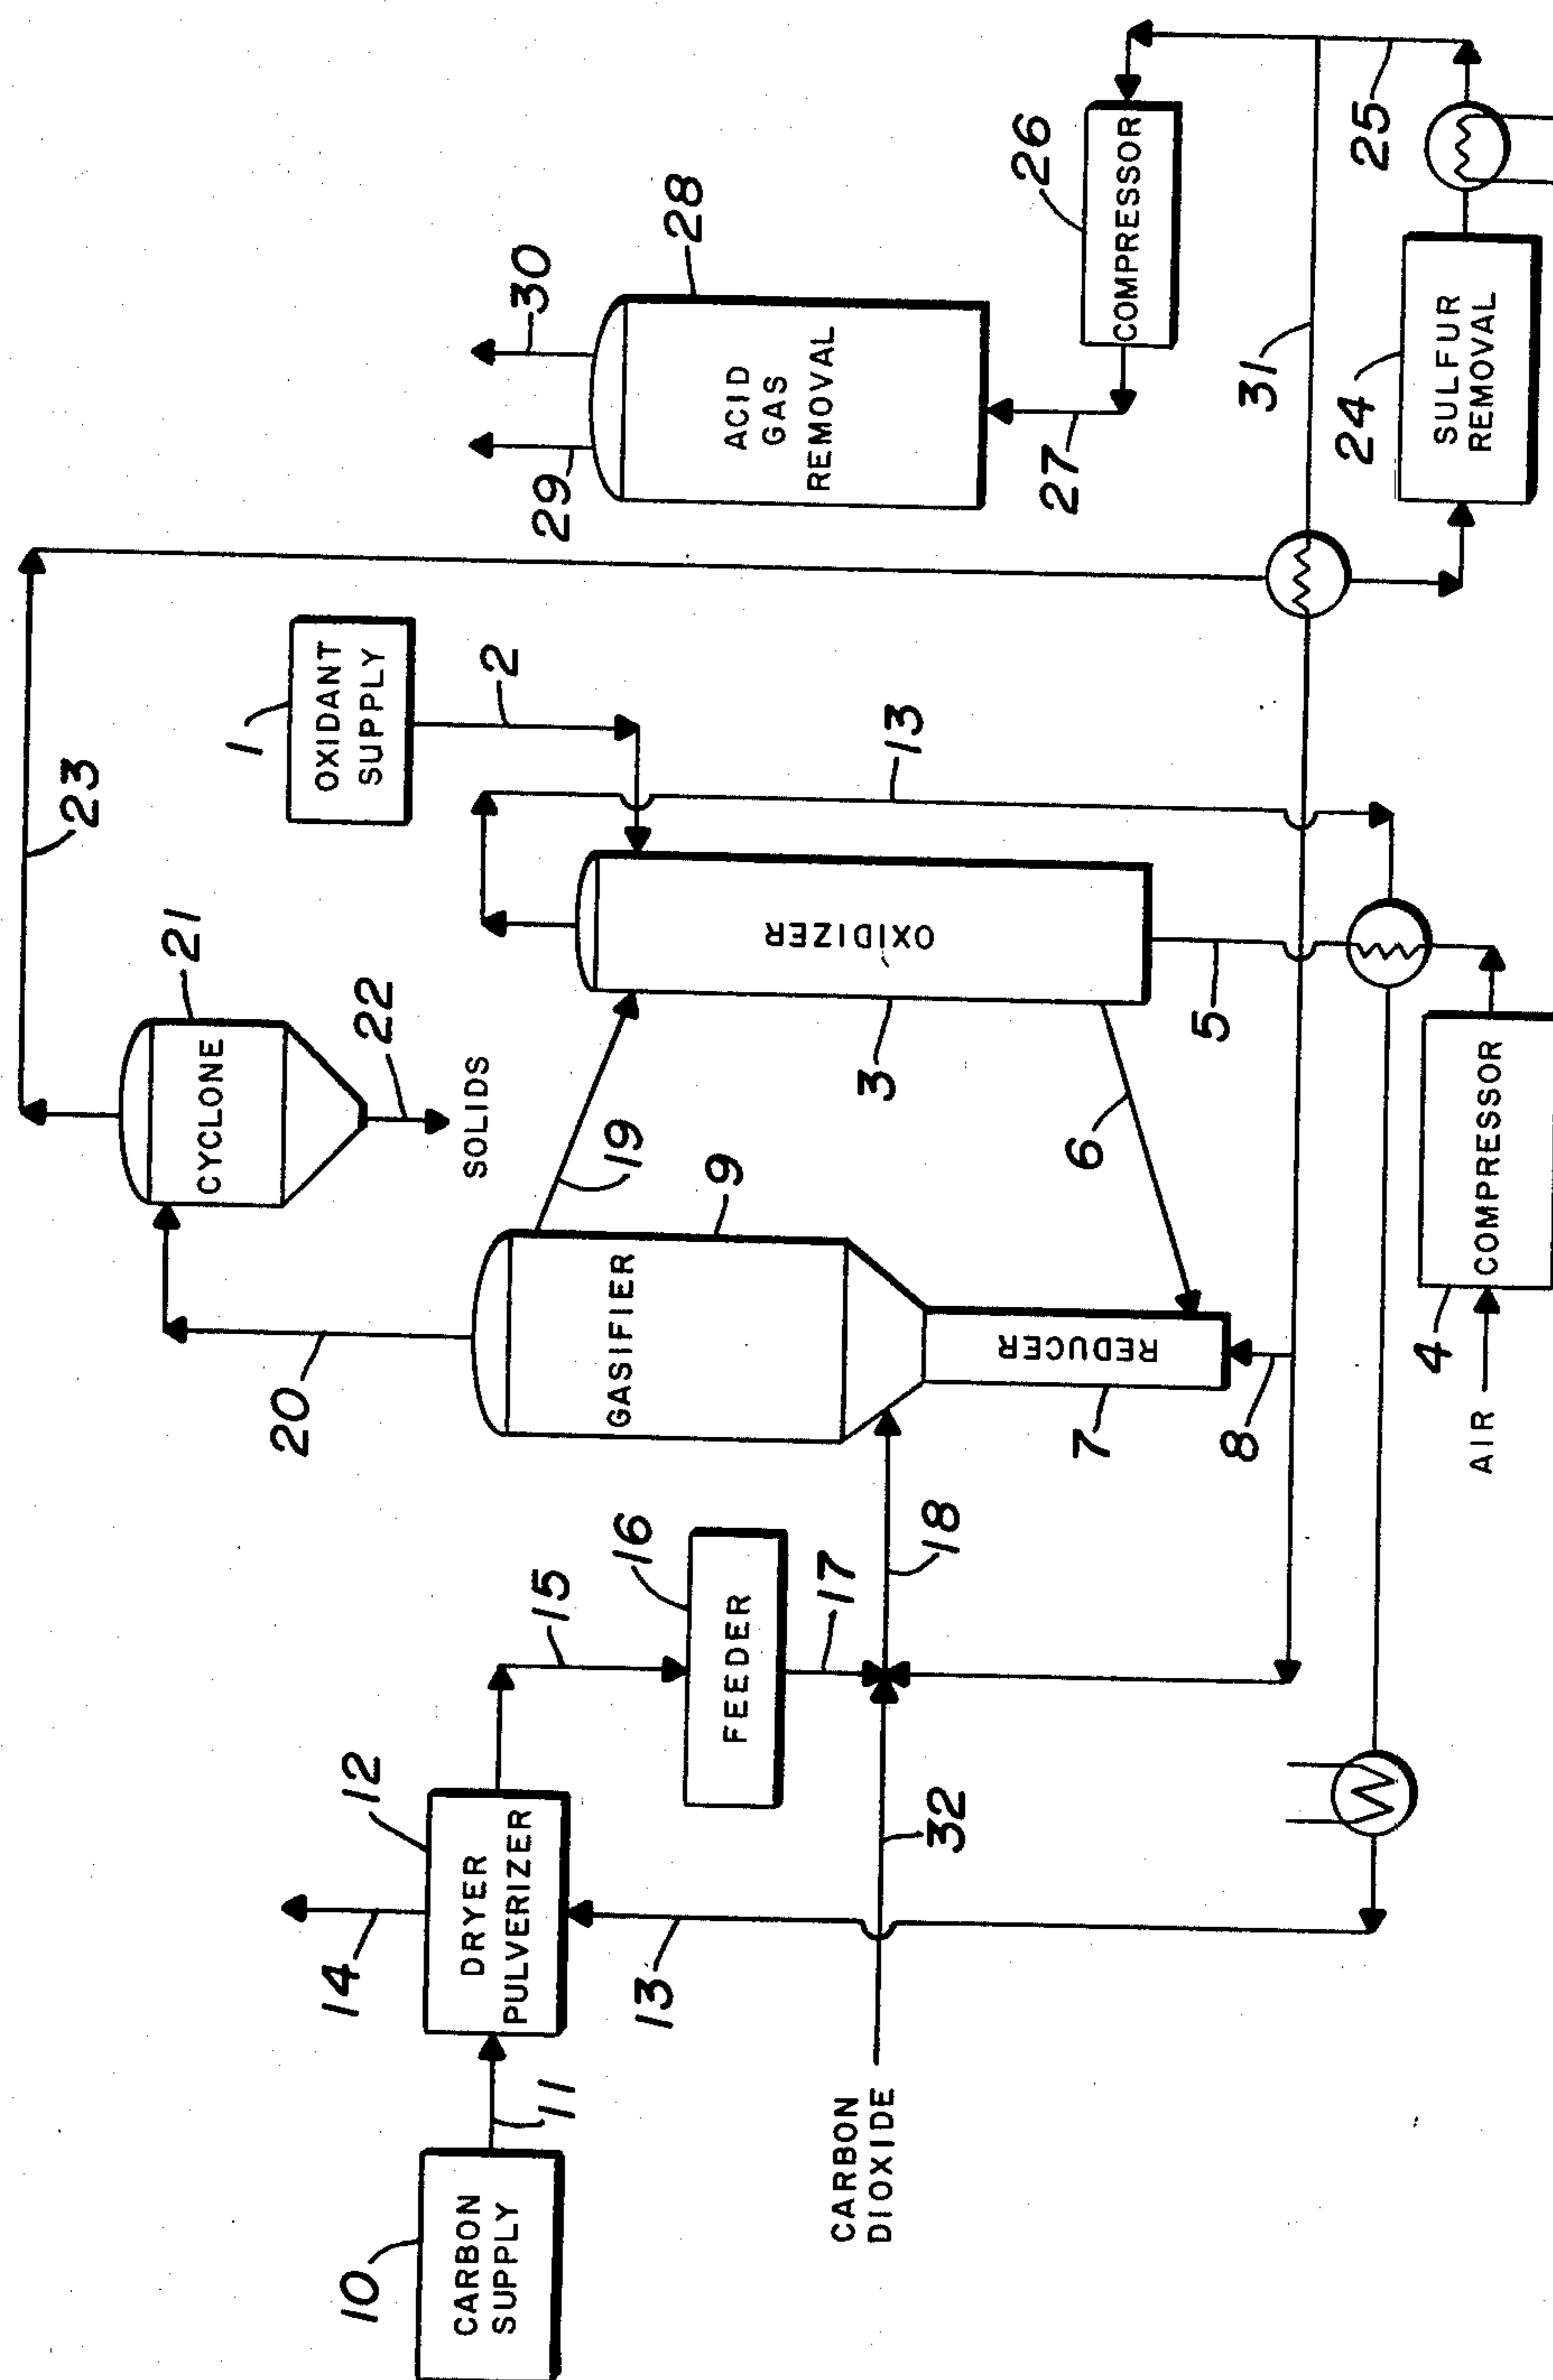 10
CARBON
SUPPLY
11
12
DRYER
PULVERIZER
14
13
15
16
FEEDER
17
18
32
CARBON
DIOXIDE
20
GASIFIER
9
REDUCER
7
8
19
6
CYCLONE
21
22
SOLIDS
23
1
OXIDANT
SUPPLY
2
OXIDIZER
3
13
5
4
COMPRESSOR
AIR
29
30
ACID
GAS
REMOVAL
28
27
26
COMPRESSOR
31
24
SULFUR
REMOVAL
25